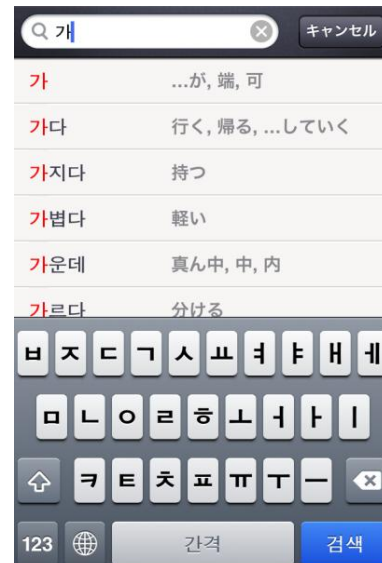 가 キャンセル
가 …が, 端, 可
가다 行く, 帰る, …していく
가지다 持つ
가볍다 軽い
가운데 真ん中, 中, 内
가르다 分ける
ㅂ ㅈ ㄷ ㄱ ㅅ ㅛ ㅕ ㅑ ㅐ ㅔ
ㅁ ㄴ ㅇ ㄹ ㅎ ㅗ ㅓ ㅏ ㅣ
ㅋ ㅌ ㅊ ㅍ ㅠ ㅜ ㅡ
123 간격 검색